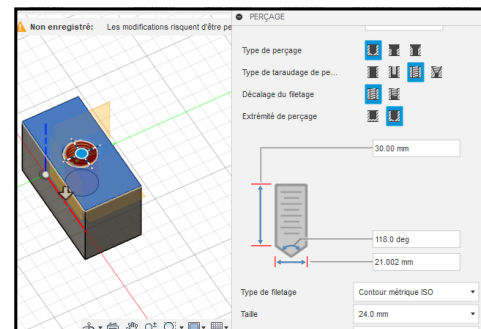 Non enregistré: Les modifications risquent d'être pe
PERÇAGE
Type de perçage
Type de taraudage de pe...
Décalage du filetage
Extrémité de perçage
30.00 mm
118.0 deg
21.002 mm
Type de filetage Contour métrique ISO
Taille 24.0 mm